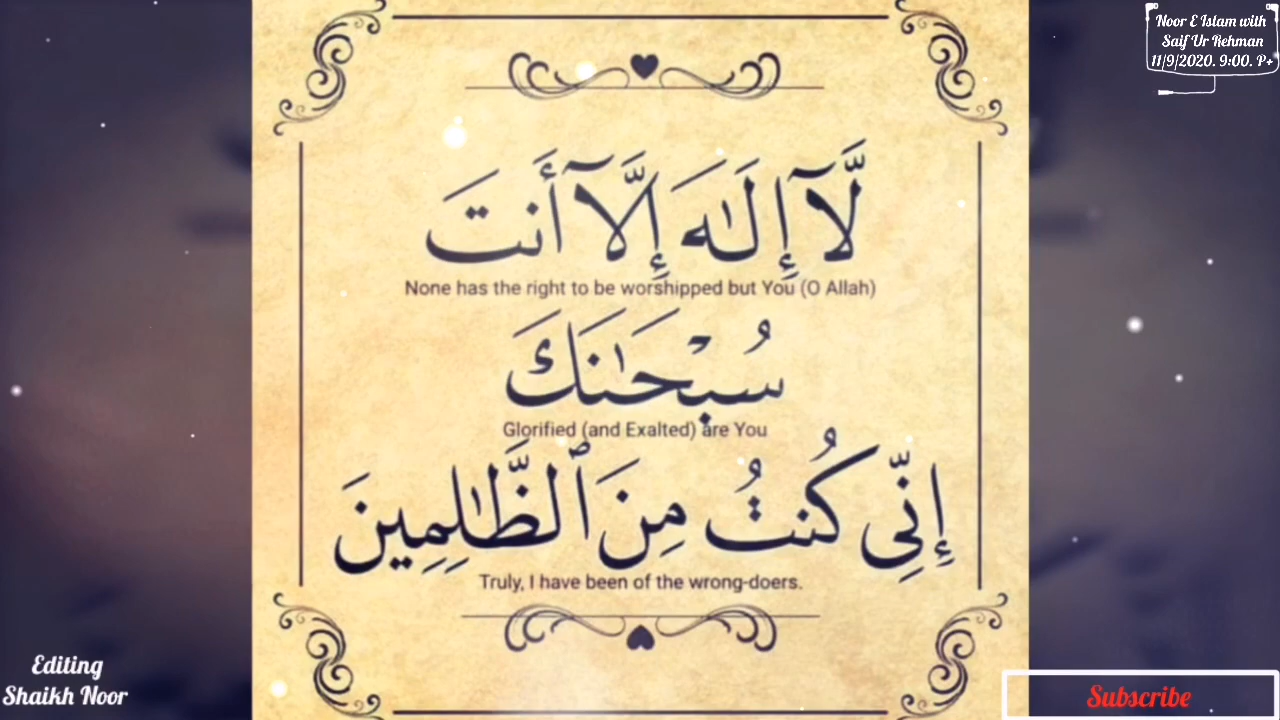 Noor E Islam with
Saif Ur Rehman
11/9/2020. 9:00. P+
لَّآ إِلَـٰهَ إِلَّآ أَنتَ
None has the right to be worshipped but You (O Allah)
سُبْحَـٰنَكَ
Glorified (and Exalted) are You
إِنِّى كُنتُ مِنَ ٱلظَّـٰلِمِينَ
Truly, I have been of the wrong-doers.
Editing
Shaikh Noor
Subscribe